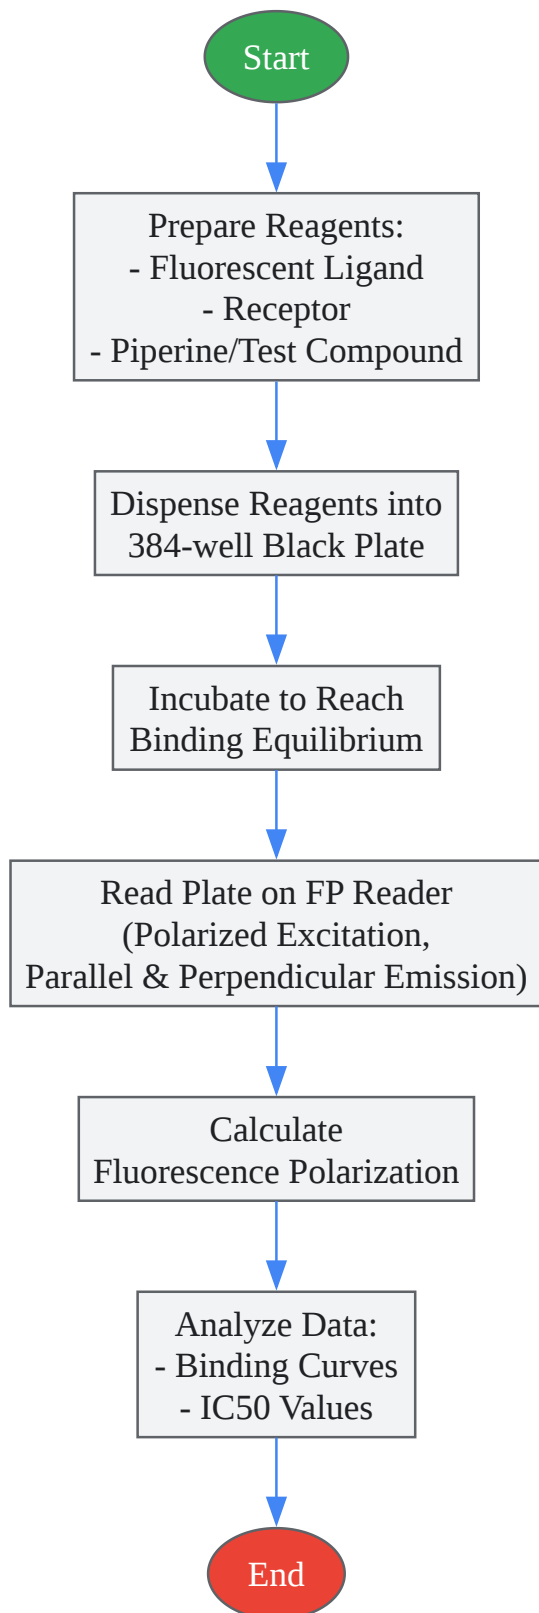 Start
Prepare Reagents:
- Fluorescent Ligand
- Receptor
- Piperine/Test Compound
Dispense Reagents into
384-well Black Plate
Incubate to Reach
Binding Equilibrium
Read Plate on FP Reader
(Polarized Excitation,
Parallel & Perpendicular Emission)
Calculate
Fluorescence Polarization
Analyze Data:
- Binding Curves
- IC50 Values
End